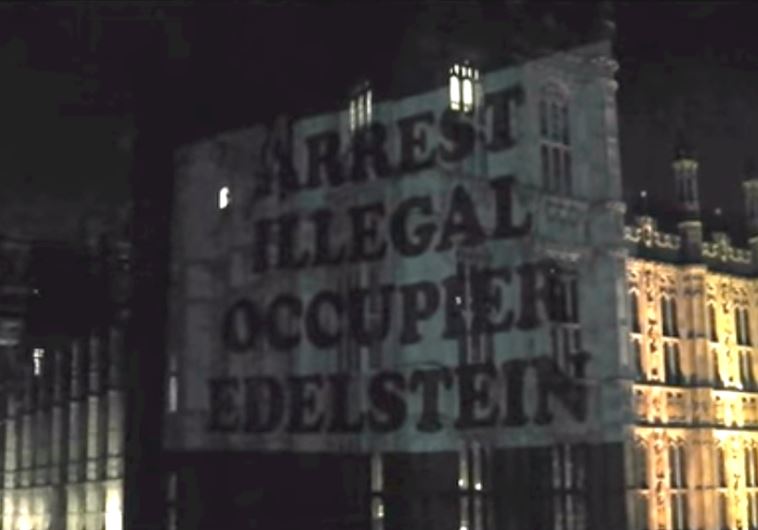 ARREST
ILLEGAL
OCCUPIER
EDELSTEIN